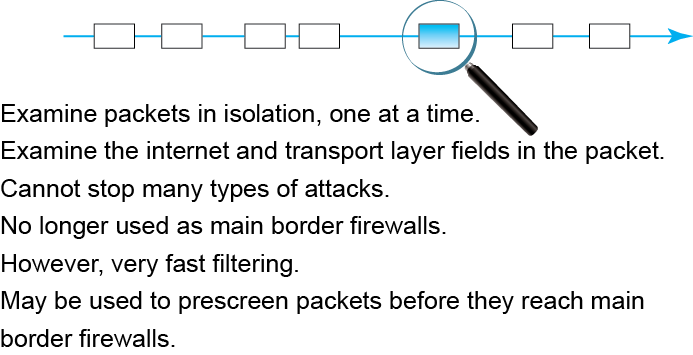 Examine packets in isolation, one at a time.
Examine the internet and transport layer fields in the packet.
Cannot stop many types of attacks.
No longer used as main border firewalls.
However, very fast filtering.
May be used to prescreen packets before they reach main
border firewalls.